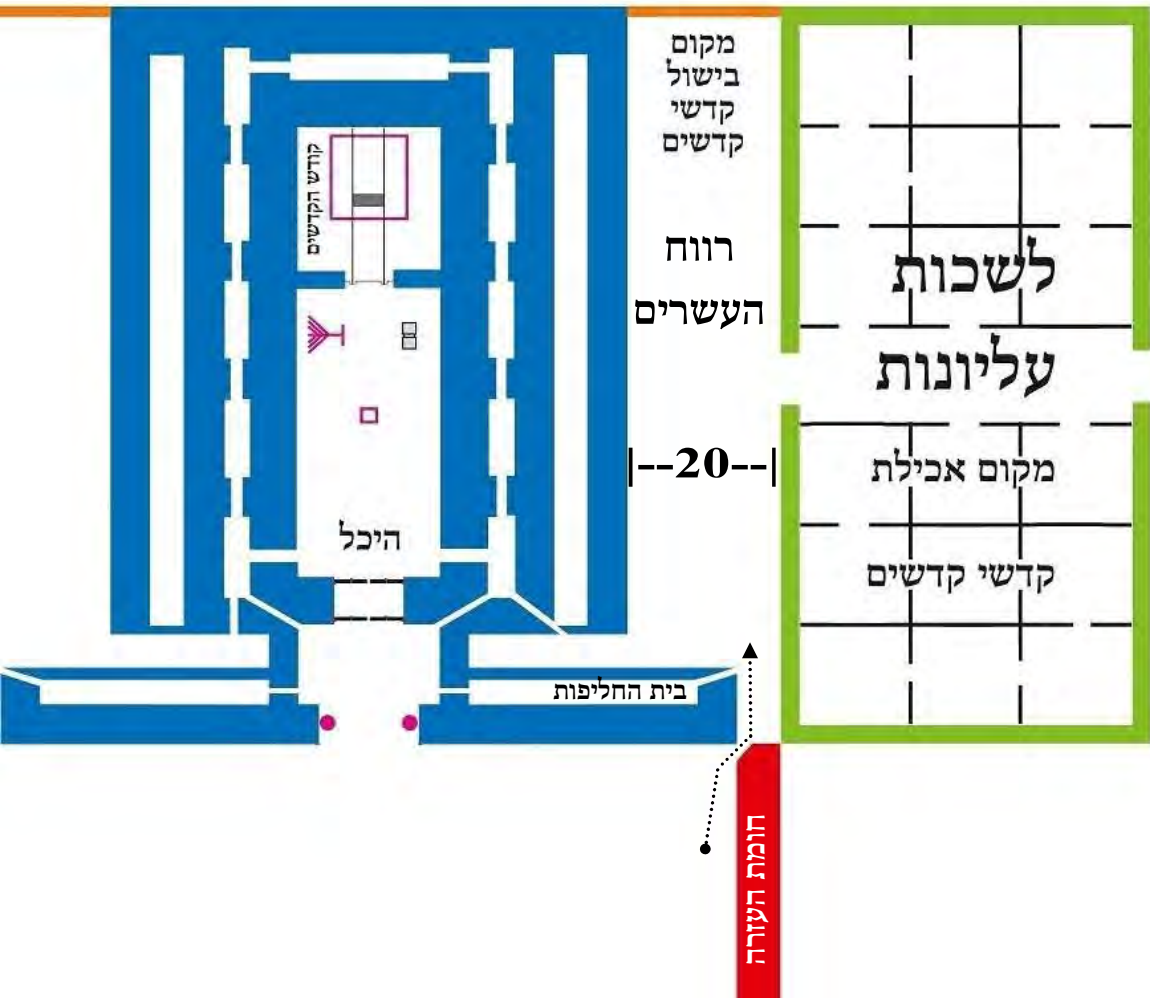 מקום
בישול
קדשי
קדשים
רווח
העשרים
|--20--|
לשכות
עליונות
מקום אכילת
קדשי קדשים
קודש הקדשים
היכל
בית החליפות
חומת העזרה